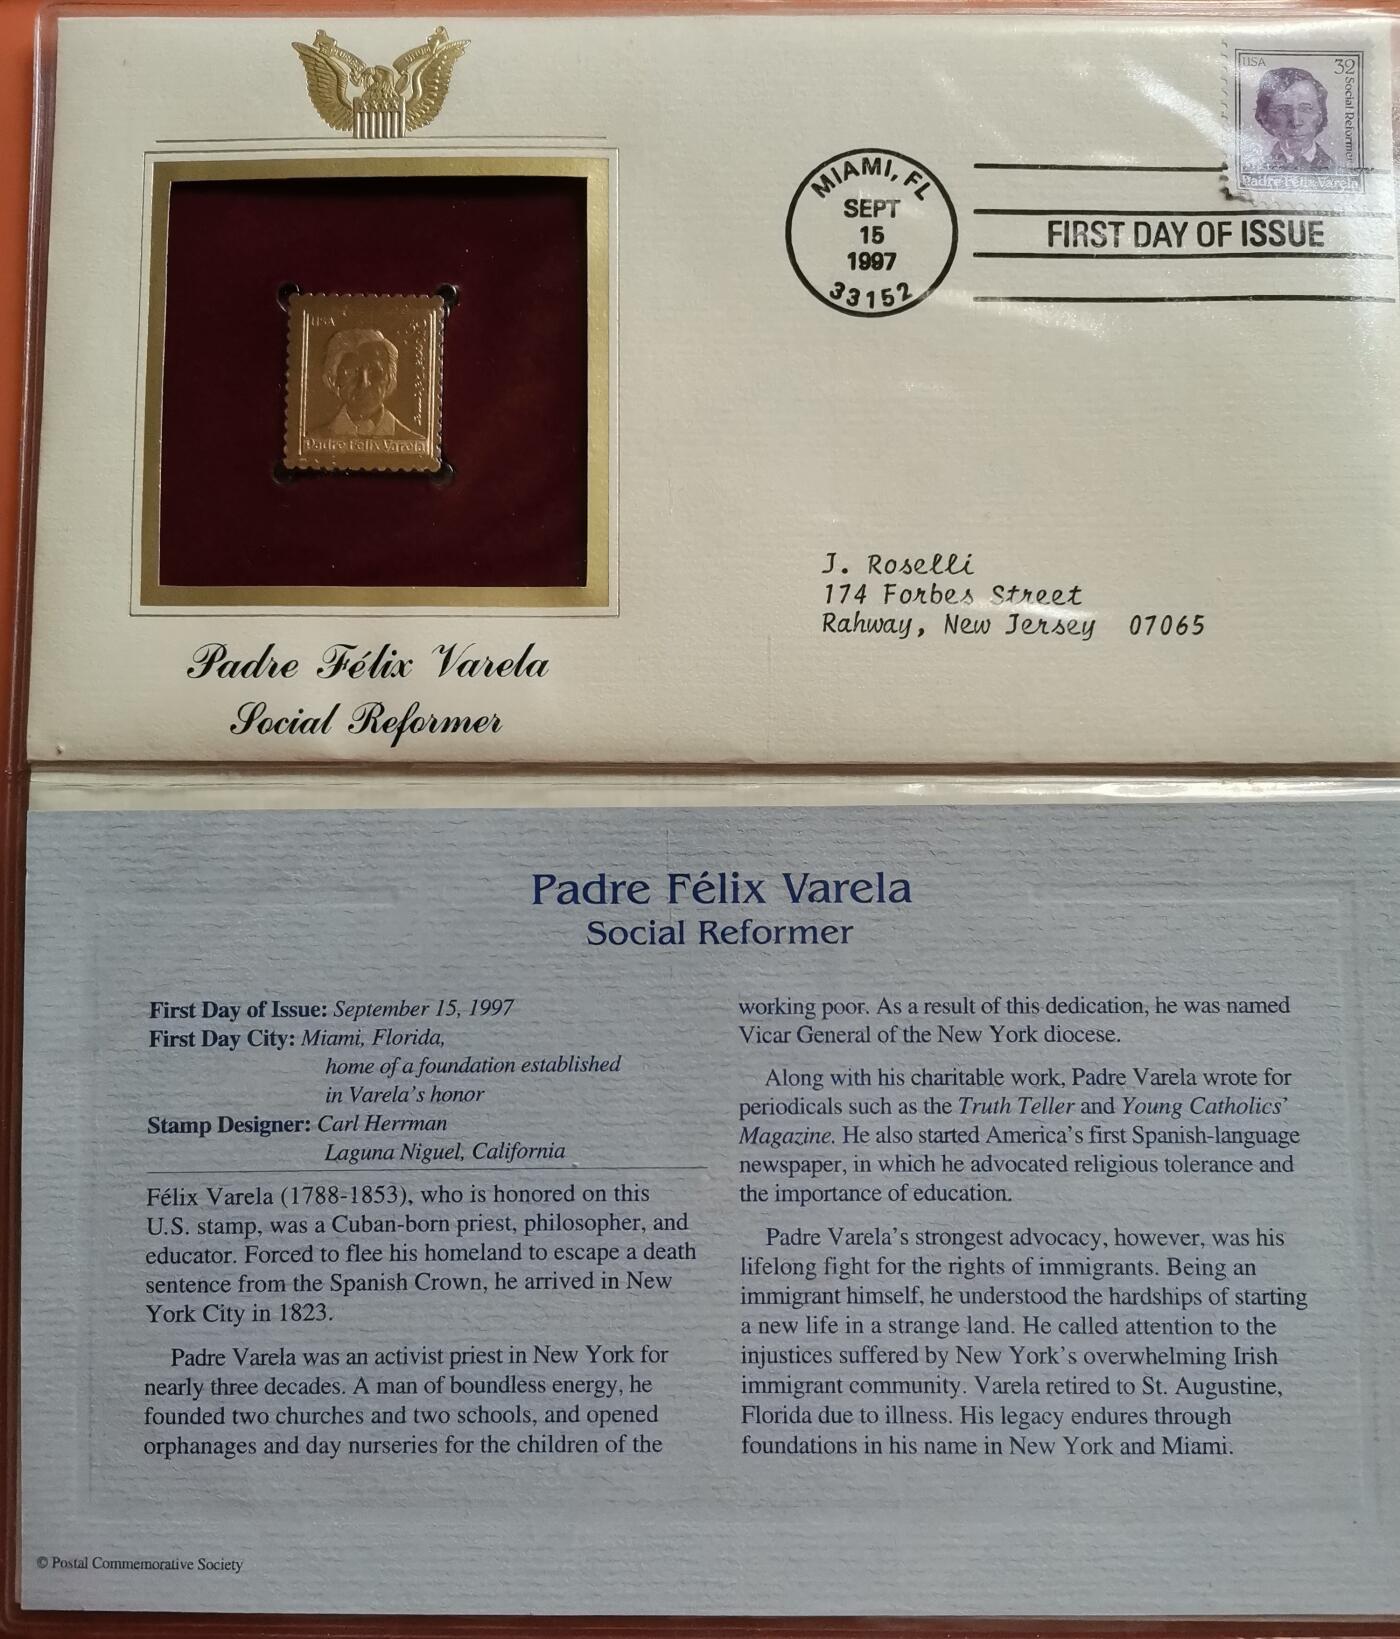 USA
32
Social Reformer
Padre Félix Varela
MIAMI, FL
SEPT
15
1997
33152
FIRST DAY OF ISSUE
USA
Padre Félix Varela
J. Roselli
174 Forbes Street
Rahway, New Jersey 07065
Padre Félix Varela
Social Reformer
Padre Félix Varela
Social Reformer
First Day of Issue: September 15, 1997
First Day City: Miami, Florida,
home of a foundation established
in Varela's honor
Stamp Designer: Carl Herrman
Laguna Niguel, California
Félix Varela (1788-1853), who is honored on this
U.S. stamp, was a Cuban-born priest, philosopher, and
educator. Forced to flee his homeland to escape a death
sentence from the Spanish Crown, he arrived in New
York City in 1823.
Padre Varela was an activist priest in New York for
nearly three decades. A man of boundless energy, he
founded two churches and two schools, and opened
orphanages and day nurseries for the children of the
working poor. As a result of this dedication, he was named
Vicar General of the New York diocese.
Along with his charitable work, Padre Varela wrote for
periodicals such as the Truth Teller and Young Catholics'
Magazine. He also started America's first Spanish-language
newspaper, in which he advocated religious tolerance and
the importance of education.
Padre Varela's strongest advocacy, however, was his
lifelong fight for the rights of immigrants. Being an
immigrant himself, he understood the hardships of starting
a new life in a strange land. He called attention to the
injustices suffered by New York's overwhelming Irish
immigrant community. Varela retired to St. Augustine,
Florida due to illness. His legacy endures through
foundations in his name in New York and Miami.
© Postal Commemorative Society